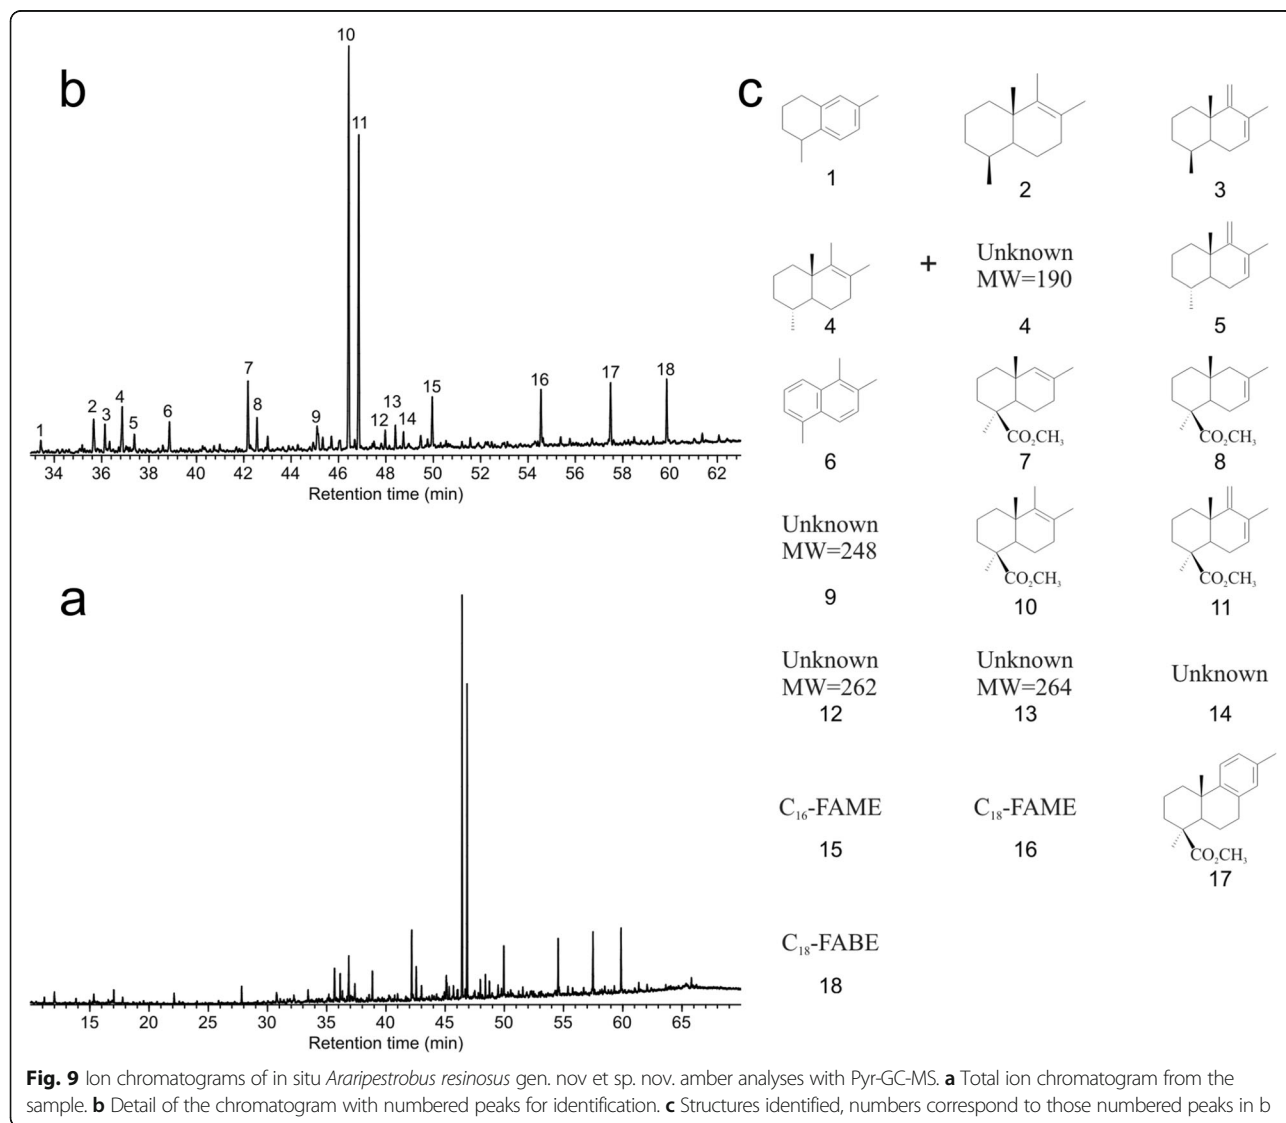 b
10
11
7
18
17
16
15
4
2
3
8
6
13
9
12
14
5
1
34 36 38 40 42 44 46 48 50 52 54 56 58 60 62
Retention time (min)
a
15 20 25 30 35 40 45 50 55 60 65
Retention time (min)
c
1 2 3
+ Unknown
MW=190
4 4 5
CO₂CH₃ CO₂CH₃
6 7 8
Unknown
MW=248
CO₂CH₃ CO₂CH₃
9 10 11
Unknown Unknown Unknown
MW=262 MW=264
12 13 14
C₁₆-FAME C₁₈-FAME
15 16
CO₂CH₃
17
C₁₈-FABE
18
Fig. 9 Ion chromatograms of in situ Araripestrobus resinosus gen. nov et sp. nov. amber analyses with Pyr-GC-MS. a Total ion chromatogram from the
sample. b Detail of the chromatogram with numbered peaks for identification. c Structures identified, numbers correspond to those numbered peaks in b